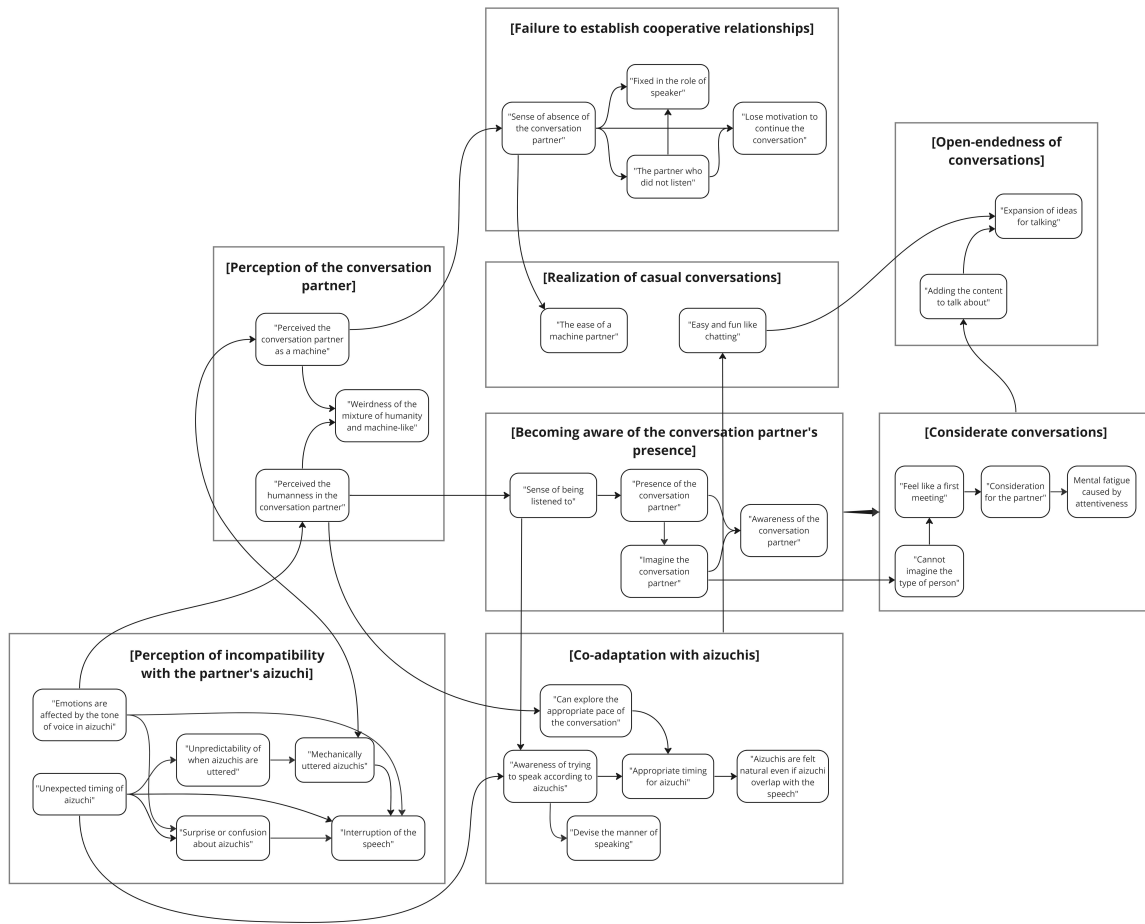 [Failure to establish cooperative relationships]
"Fixed in the role of
speaker"
"Sense of absence of
the conversation
partner"
"Lose motivation to
continue the
conversation"
"The partner who
did not listen"
[Open-endedness of
conversations]
"Expansion of ideas
for talking"
"Adding the content
to talk about"
[Perception of the conversation
partner]
"Perceived the
conversation partner
as a machine"
"Weirdness of the
mixture of humanity
and machine-like"
"Perceived the
humanness in the
conversation partner"
[Realization of casual conversations]
"The ease of a
machine partner"
"Easy and fun like
chatting"
[Becoming aware of the conversation partner's
presence]
"Sense of being
listened to"
"Presence of the
conversation
partner"
"Awareness of the
conversation
partner"
"Imagine the
conversation
partner"
[Considerate conversations]
"Feel like a first
meeting"
"Consideration
for the partner"
Mental fatigue
caused by
attentiveness
"Cannot
imagine the
type of person"
[Perception of incompatibility
with the partner's aizuchi]
"Emotions are
affected by the tone
of voice in aizuchi"
"Unpredictability of
when aizuchis are
uttered"
"Mechanically
uttered aizuchis"
"Unexpected timing of
aizuchi"
"Surprise or confusion
about aizuchis"
"Interruption of the
speech"
[Co-adaptation with aizuchis]
"Can explore the
appropriate pace of
the conversation"
"Awareness of trying
to speak according to
aizuchis"
"Appropriate timing
for aizuchi"
"Aizuchis are felt
natural even if aizuchi
overlap with the
speech"
"Devise the manner of
speaking"